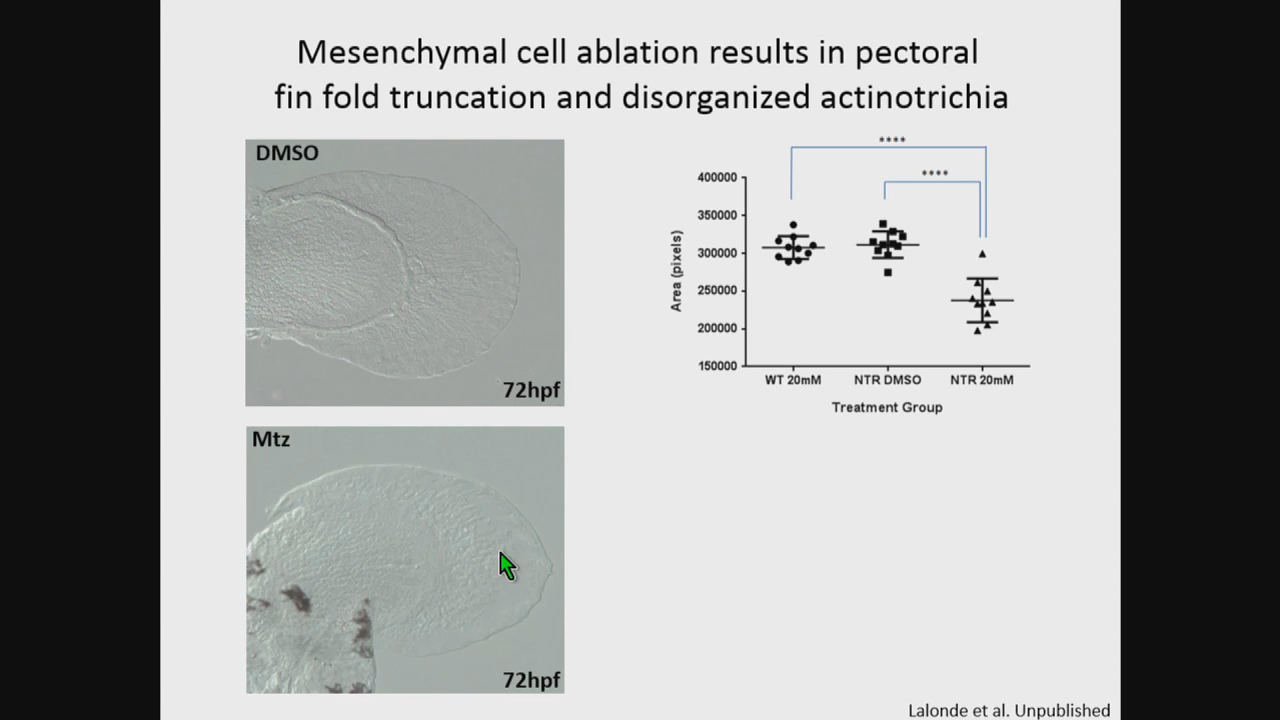 Mesenchymal cell ablation results in pectoral
fin fold truncation and disorganized actinotrichia
DMSO
72hpf
Mtz
72hpf
****
****
400000
350000
300000
250000
200000
150000
Area (pixels)
WT 20mM NTR DMSO NTR 20mM
Treatment Group
Lalonde et al. Unpublished